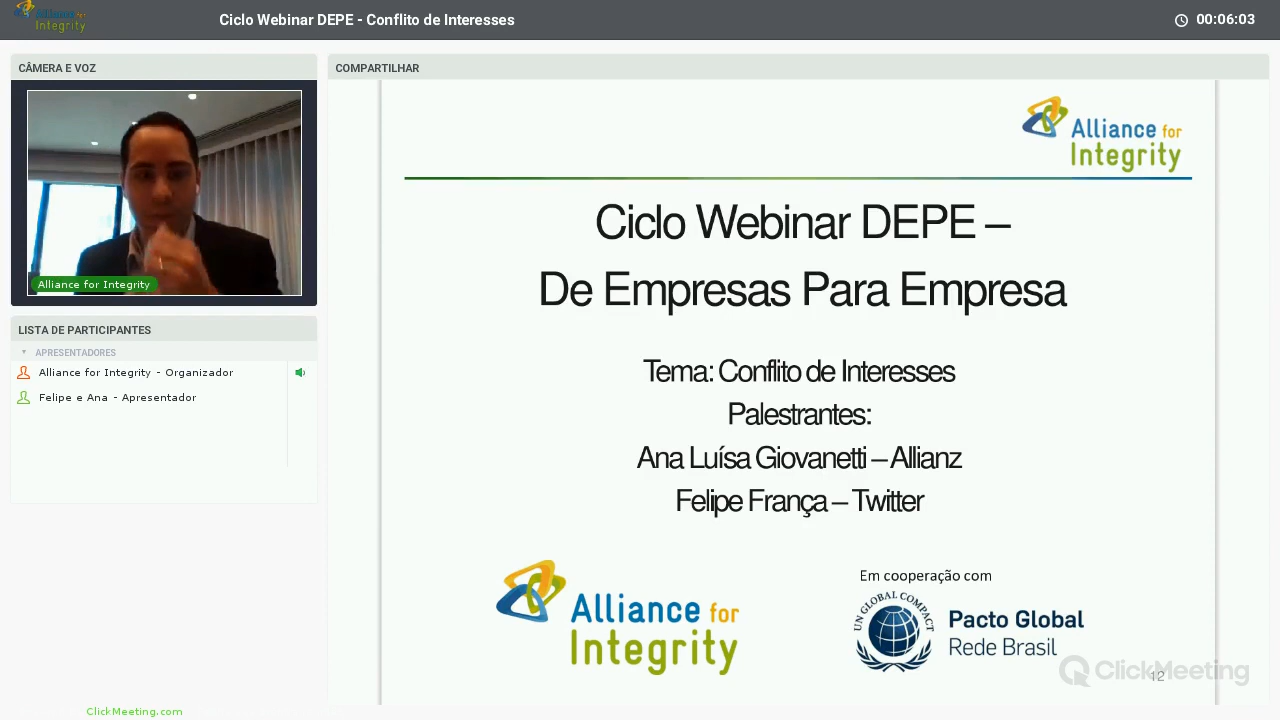 Alliance for
Integrity
Ciclo Webinar DEPE - Conflito de Interesses
00:06:03
CÂMERA E VOZ
Alliance for Integrity
LISTA DE PARTICIPANTES
APRESENTADORES
Alliance for Integrity - Organizador
Felipe e Ana - Apresentador
ClickMeeting.com
COMPARTILHAR
Alliance for
Integrity
Ciclo Webinar DEPE –
De Empresas Para Empresa
Tema: Conflito de Interesses
Palestrantes:
Ana Luísa Giovanetti – Allianz
Felipe França – Twitter
Alliance for
Integrity
Em cooperação com
UN GLOBAL COMPACT
Pacto Global
Rede Brasil
ClickMeeting
12